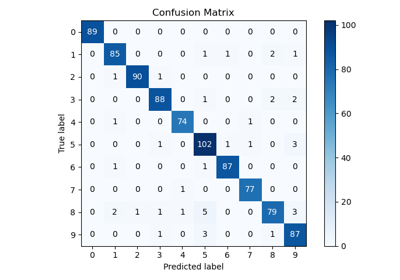 Confusion Matrix
0 89 0 0 0 0 0 0 0 0 0 100
1 0 85 0 0 0 1 1 0 2 1
2 0 1 90 1 0 0 0 0 0 0 80
3 0 0 0 88 0 1 0 0 2 2
4 0 1 0 0 74 0 0 1 0 0 60
True label
5 0 0 0 1 0 102 1 1 0 3
6 0 1 0 0 0 1 87 0 0 0 40
7 0 0 0 0 1 0 0 77 0 0
8 0 2 1 1 1 5 0 0 79 3 20
9 0 0 0 1 0 3 0 0 1 87 0
0 1 2 3 4 5 6 7 8 9
Predicted label